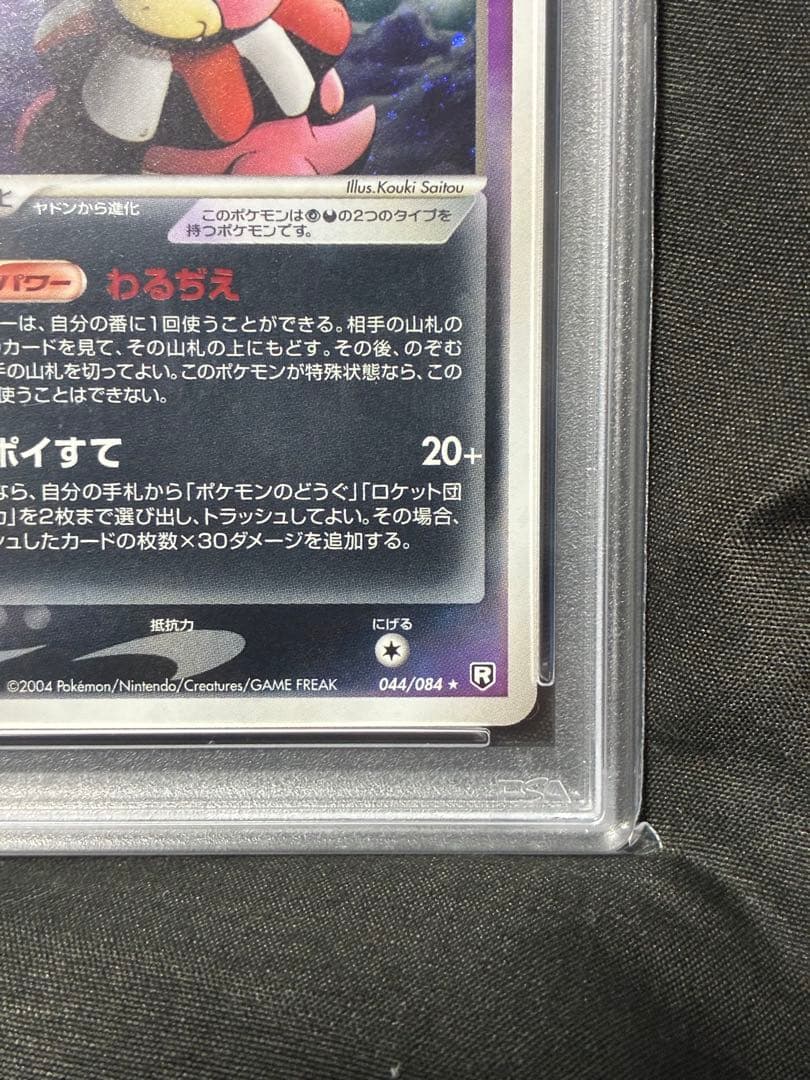 Illus.Kouki Saitou
ヤドンから進化
このポケモンはの2つのタイプを
持つポケモンです。
パワー わるぢえ
ーは、自分の番に1回使うことができる。相手の山札の
カードを見て、その山札の上にもどす。その後、のぞむ
手の山札を切ってよい。このポケモンが特殊状態なら、この
使うことはできない。
ポイすて 20+
なら、自分の手札から「ポケモンのどうぐ」「ロケット団
」を2枚まで選び出し、トラッシュしてよい。その場合、
シュしたカードの枚数×30ダメージを追加する。
抵抗力 にげる
©2004 Pokémon/Nintendo/Creatures/GAME FREAK 044/084 ★ R
PSA